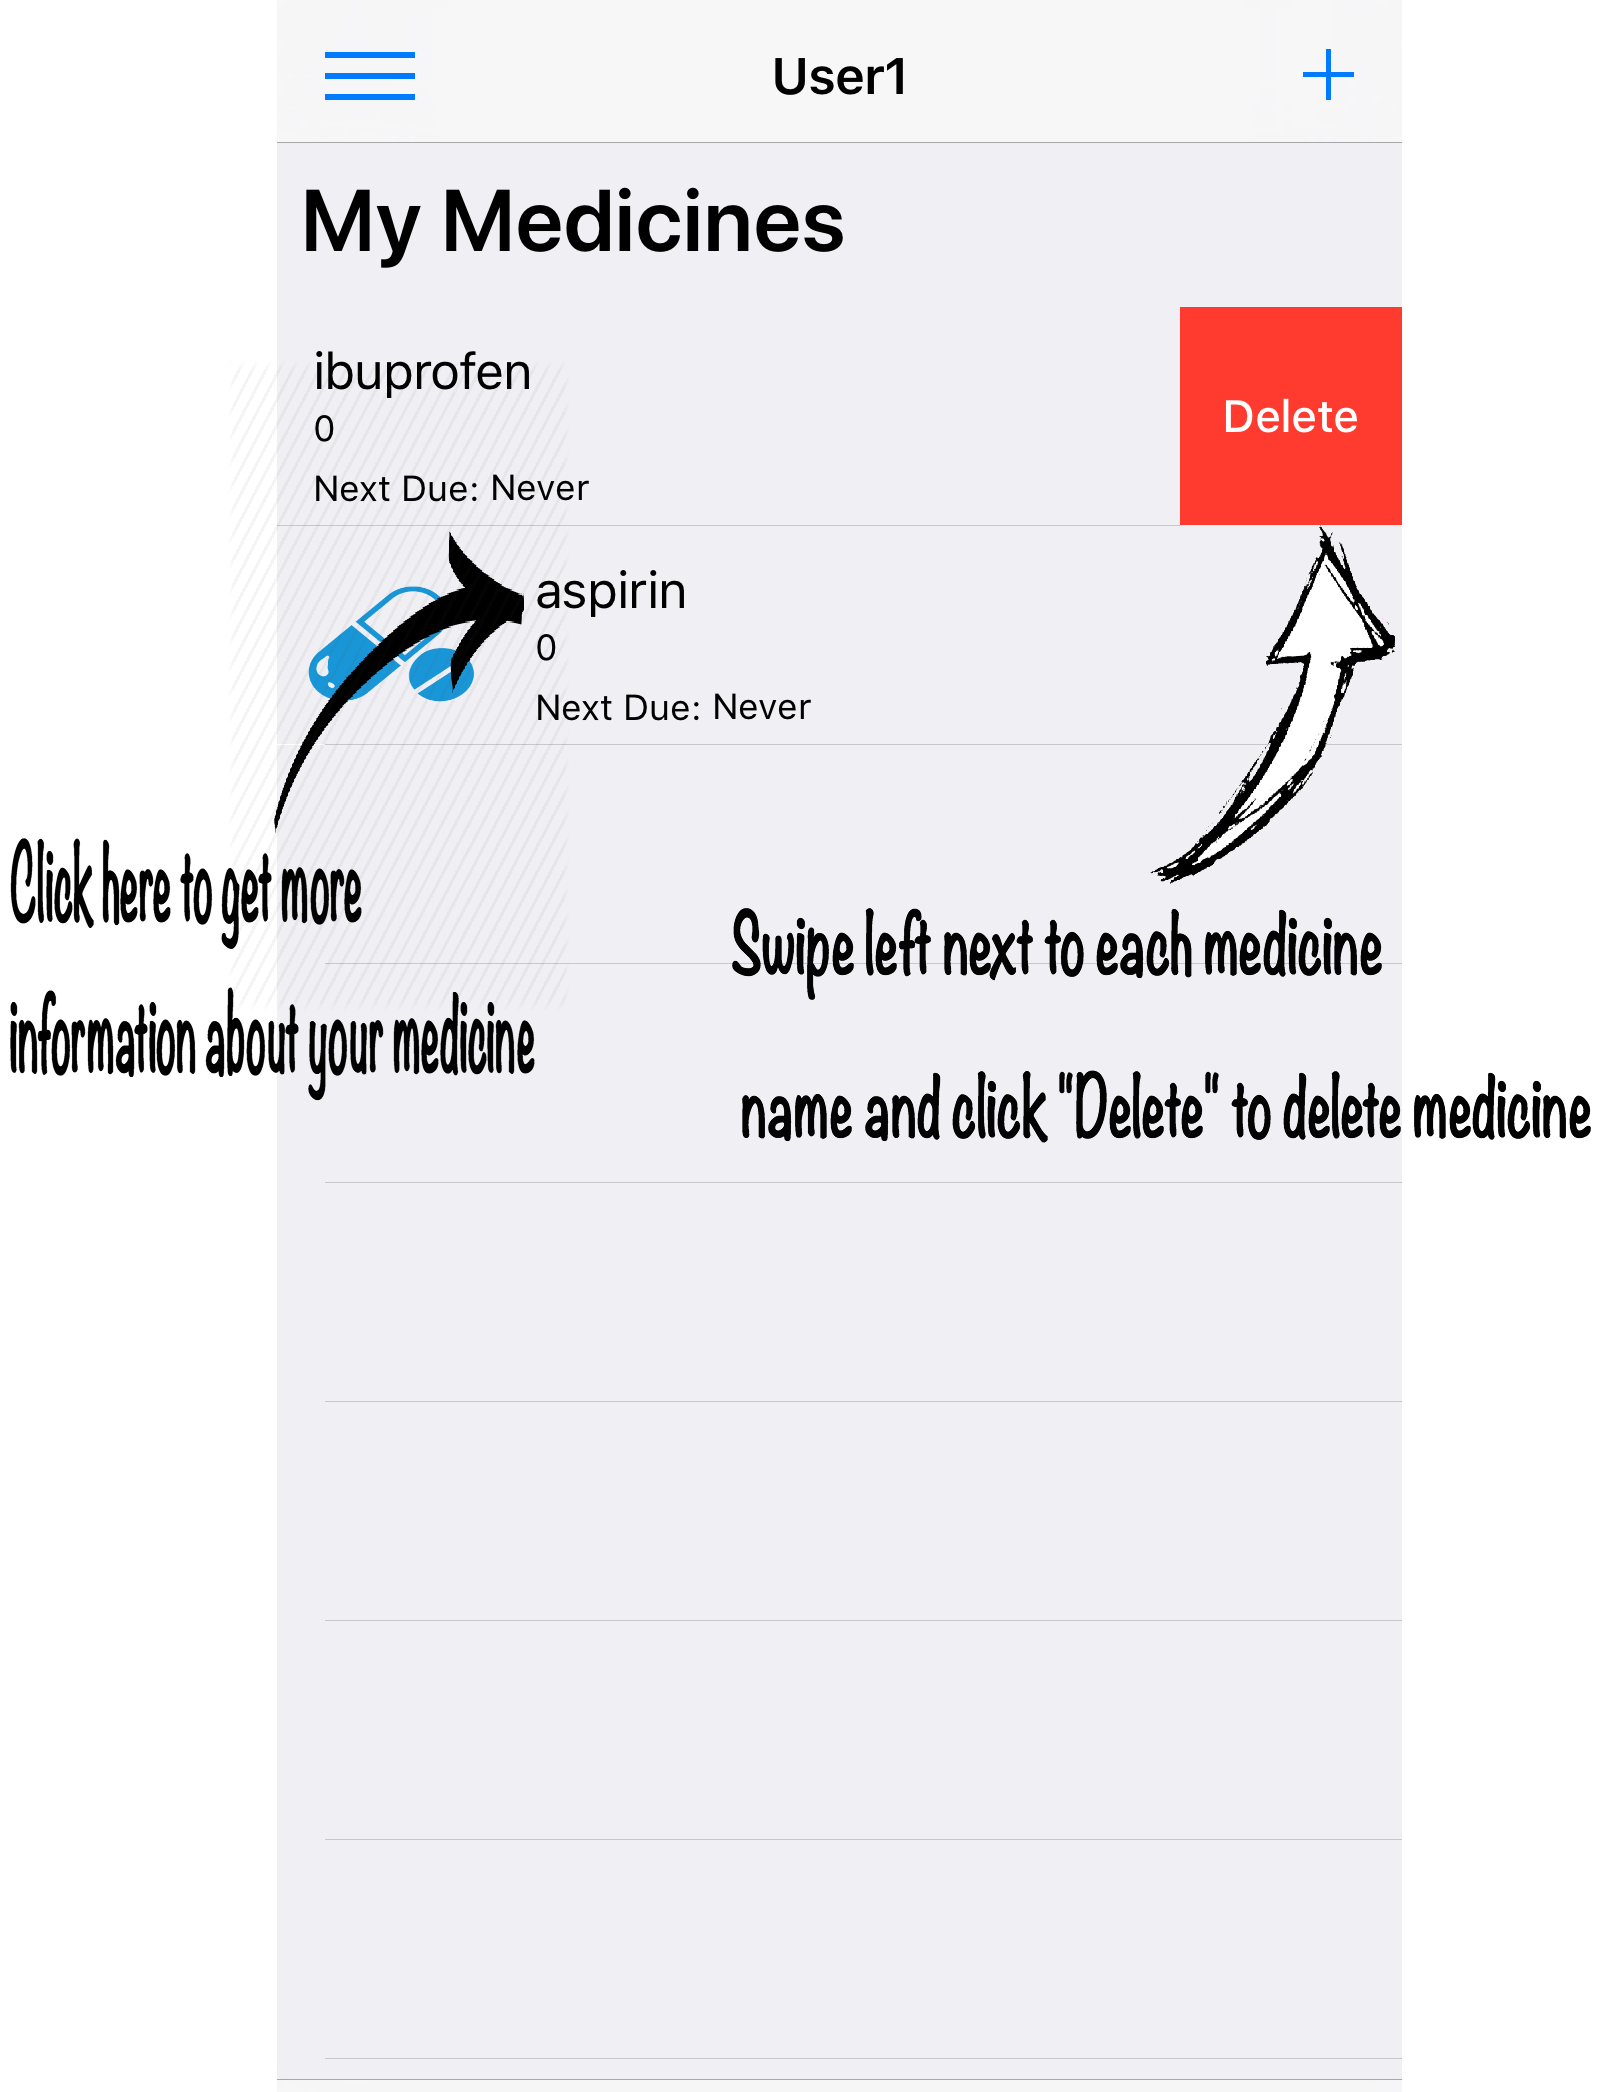 User1
My Medicines
ibuprofen
0
Next Due: Never
Delete
aspirin
0
Next Due: Never
Click here to get more
information about your medicine
Swipe left next to each medicine
name and click "Delete" to delete medicine